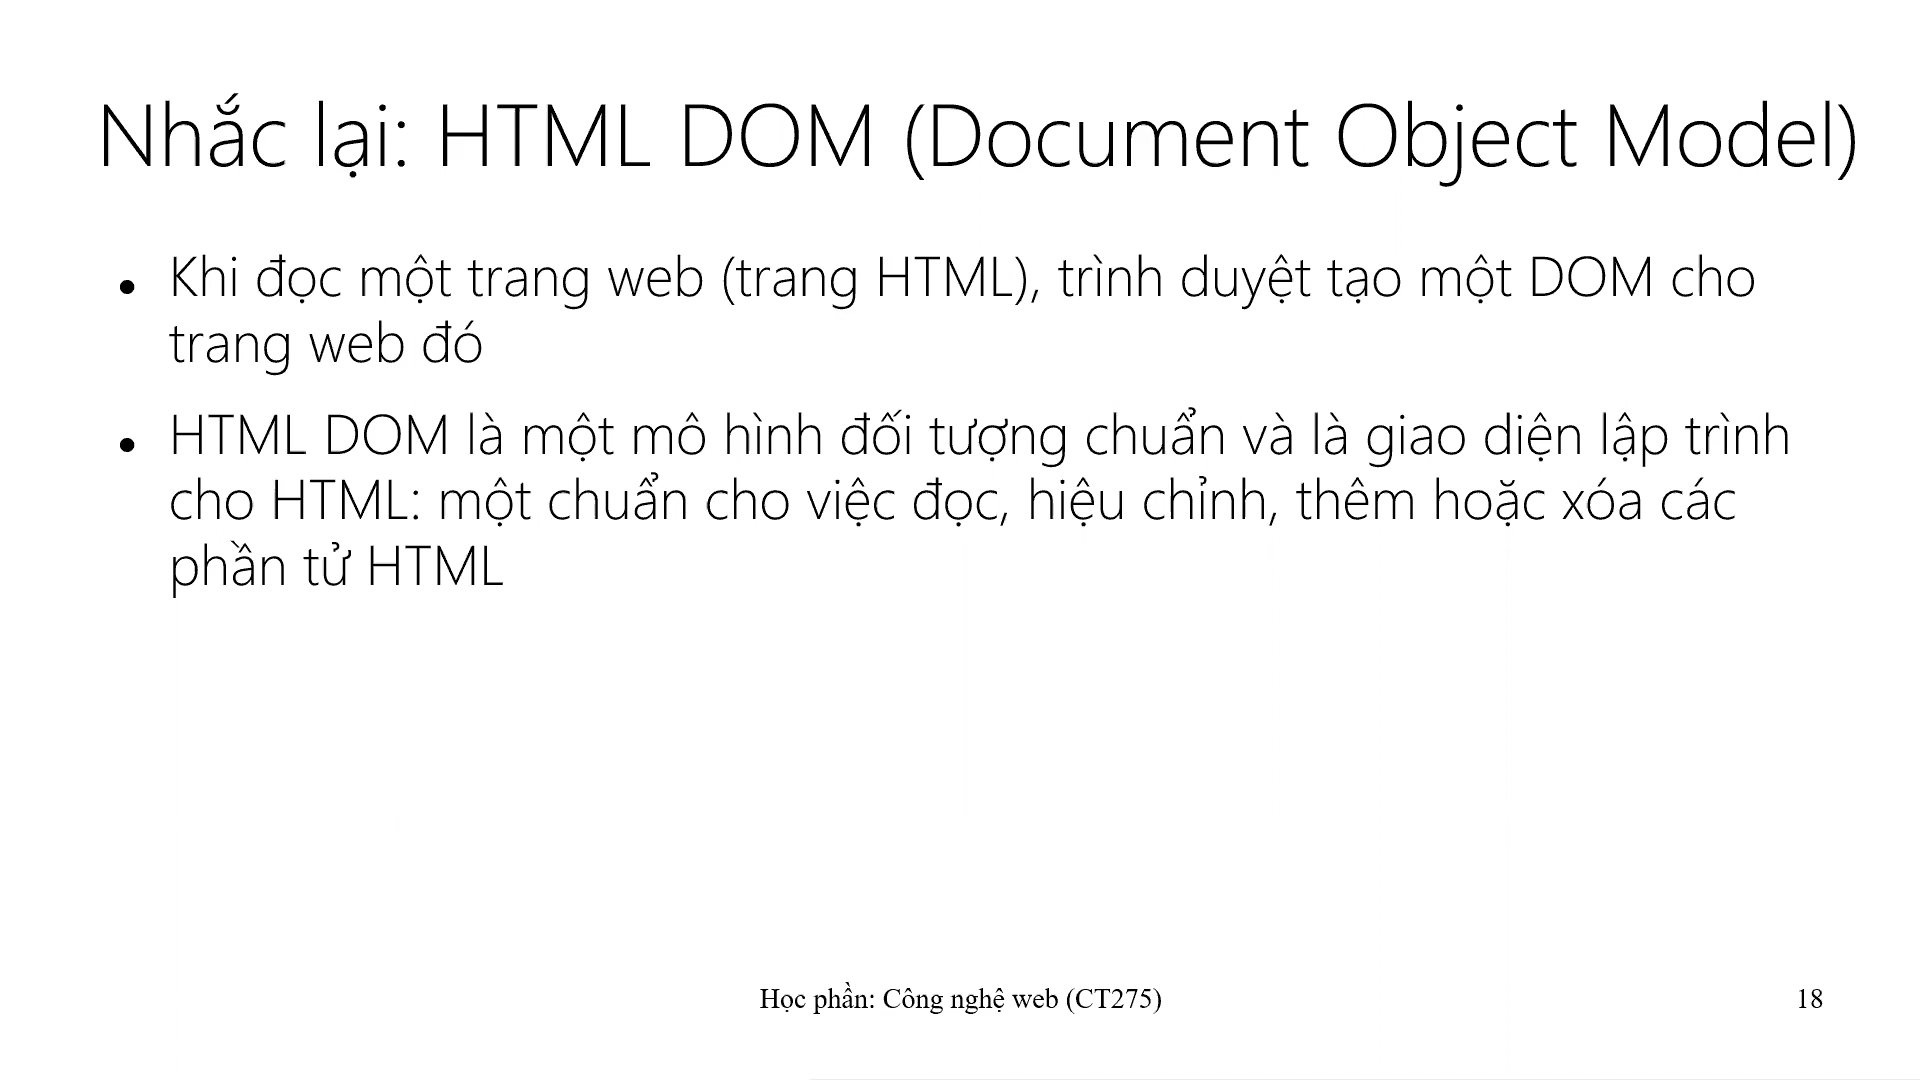 Nhắc lại: HTML DOM (Document Object Model)
• Khi đọc một trang web (trang HTML), trình duyệt tạo một DOM cho
trang web đó
• HTML DOM là một mô hình đối tượng chuẩn và là giao diện lập trình
cho HTML: một chuẩn cho việc đọc, hiệu chỉnh, thêm hoặc xóa các
phần tử HTML
Học phần: Công nghệ web (CT275)
18